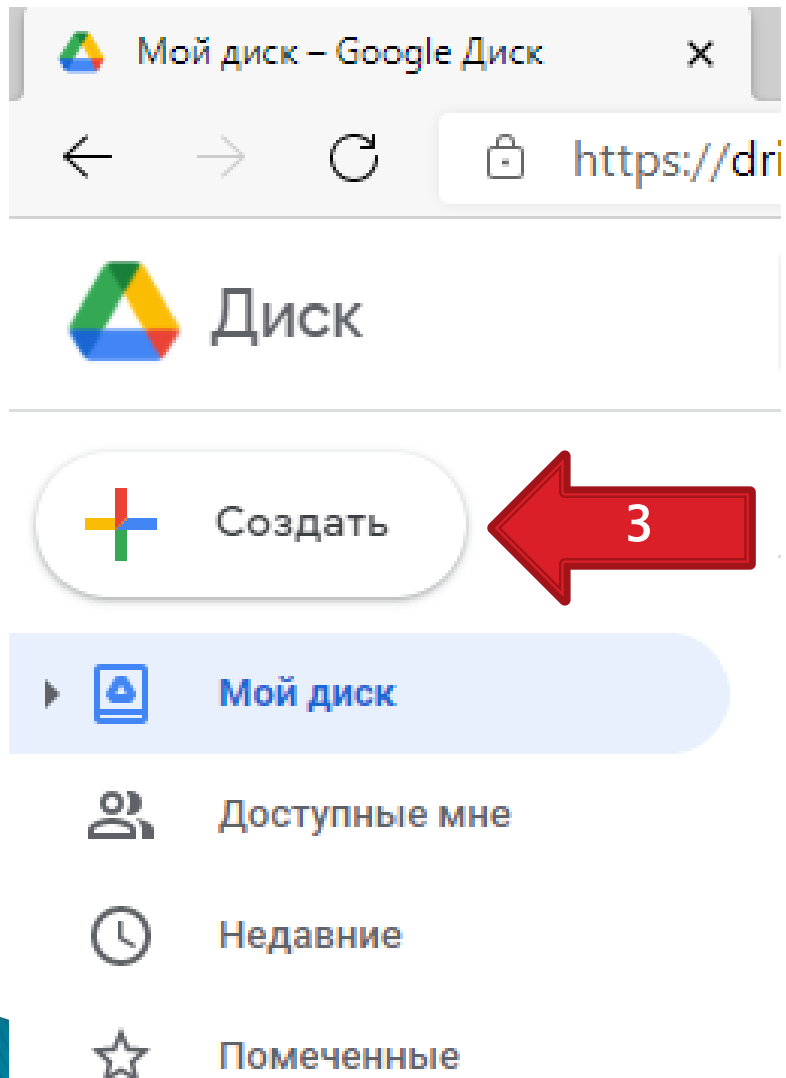 Мой диск – Google Диск
https://dri
Диск
Создать
3
Мой диск
Доступные мне
Недавние
Помеченные